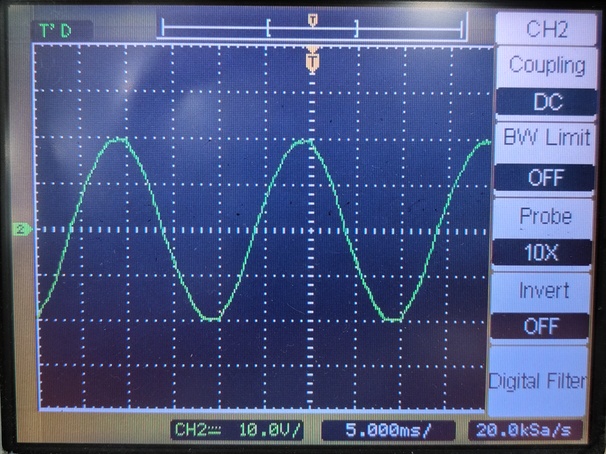 T'D
T
CH2
T
Coupling
DC
BW Limit
OFF
Probe
10X
2
Invert
OFF
Digital Filter
CH2 10.0V/ 5.000ms/ 20.0kSa/s